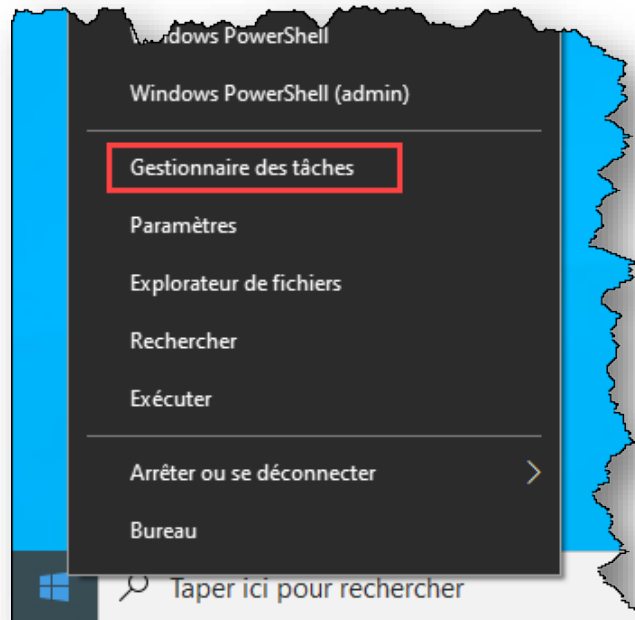 Windows PowerShell
Windows PowerShell (admin)
Gestionnaire des tâches
Paramètres
Explorateur de fichiers
Rechercher
Exécuter
Arrêter ou se déconnecter
Bureau
Taper ici pour rechercher